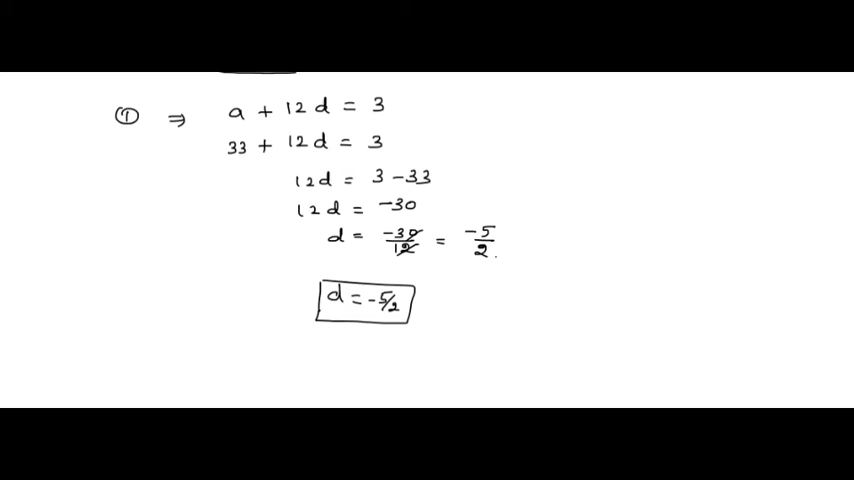 ① ⇒ a + 12d = 3
33 + 12d = 3
12d = 3 - 33
12d = -30
d = -30/12 = -5/2.
d = -5/2